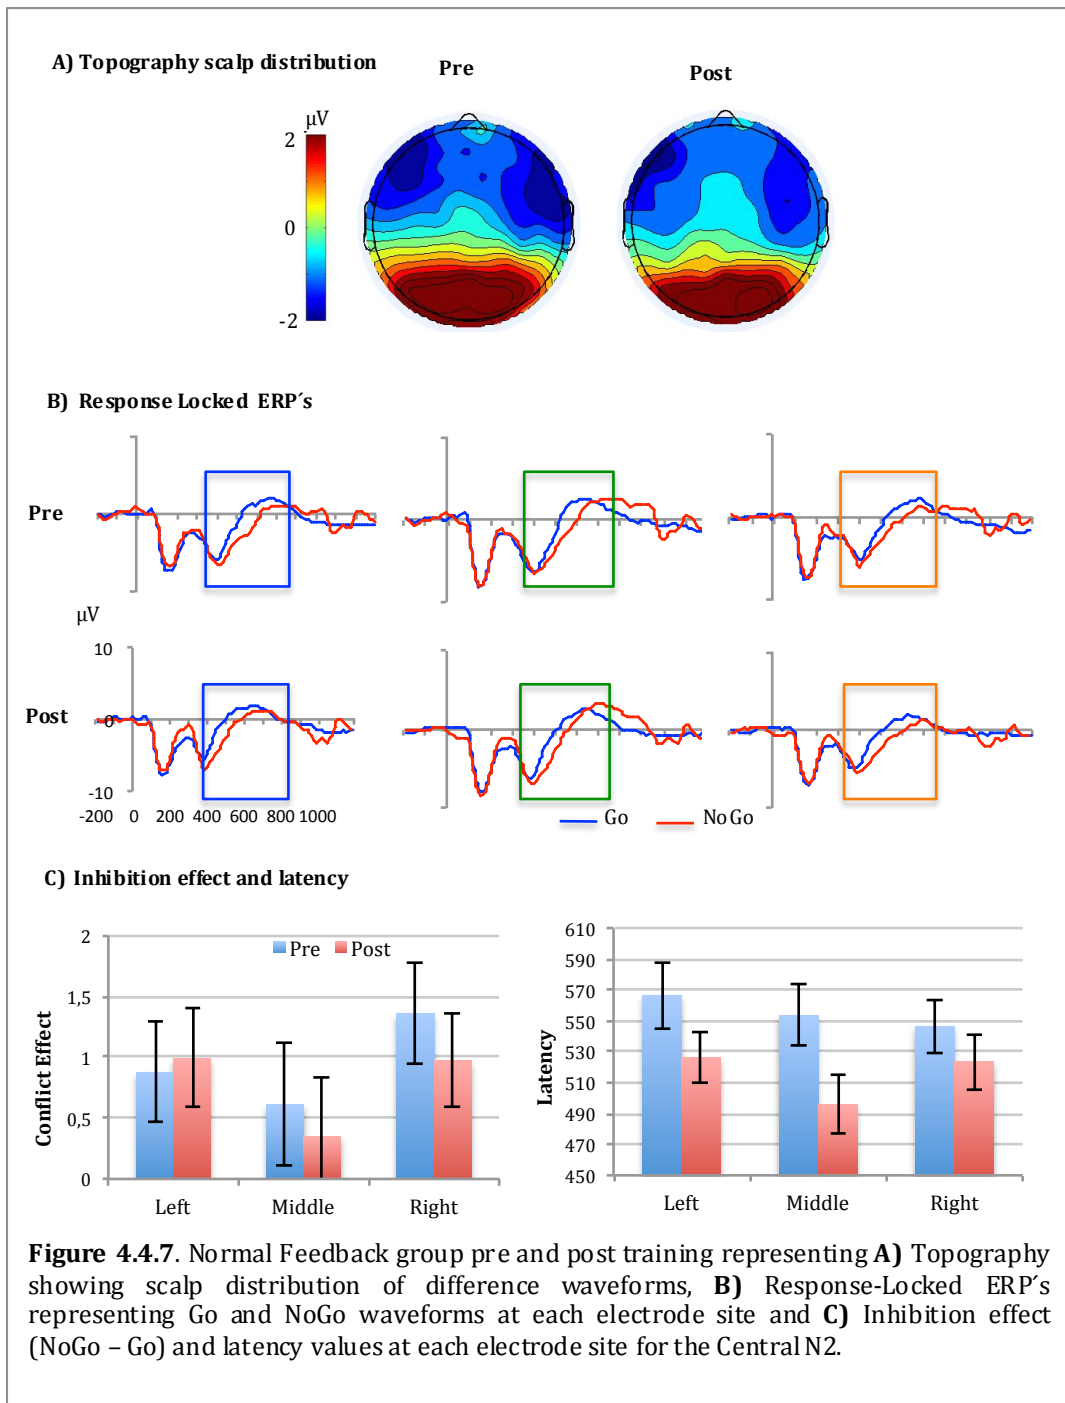 A) Topography scalp distribution
Pre
Post
µV
2
0
-2
B) Response Locked ERP´s
Pre
µV
10
Post
0
-10
-200 0 200 400 600 800 1000
Go
NoGo
C) Inhibition effect and latency
2
1,5
1
0,5
0
Conflict Effect
Pre
Post
Left
Middle
Right
610
590
570
550
530
510
490
470
450
Latency
Left
Middle
Right
Figure 4.4.7. Normal Feedback group pre and post training representing A) Topography
showing scalp distribution of difference waveforms, B) Response-Locked ERP's
representing Go and NoGo waveforms at each electrode site and C) Inhibition effect
(NoGo – Go) and latency values at each electrode site for the Central N2.